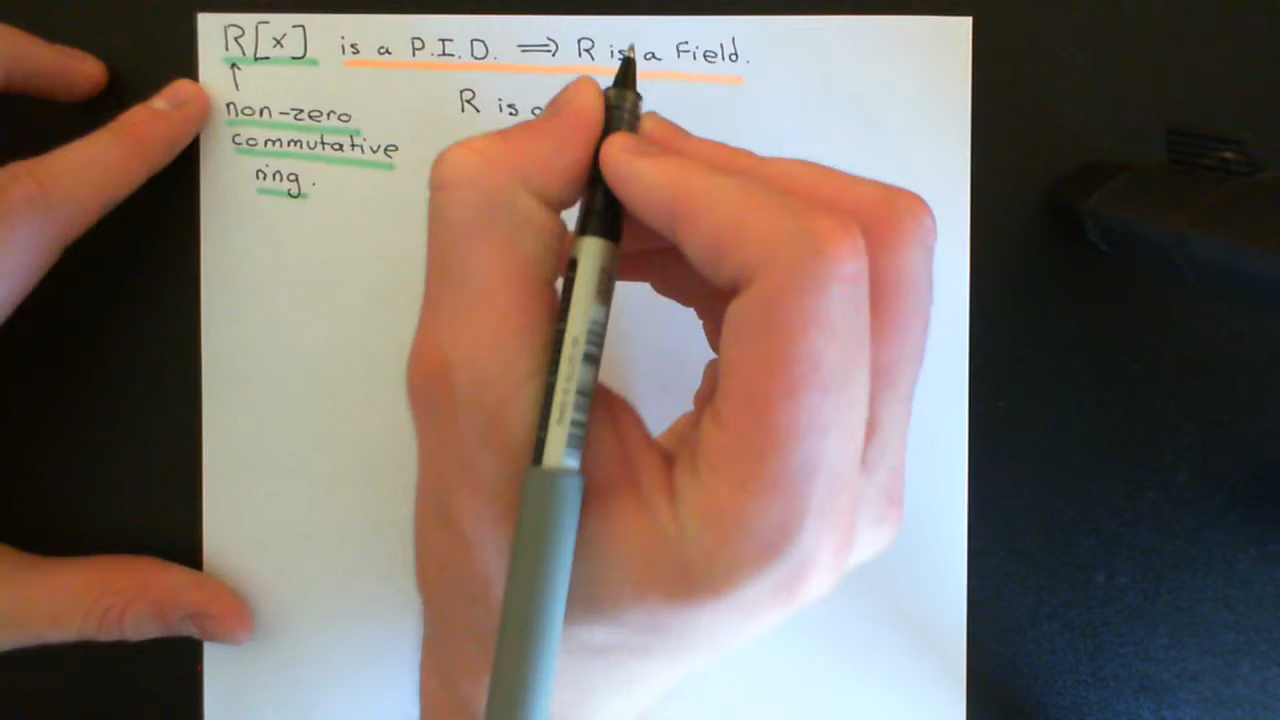 R[x] is a P.I.D. ⟹ R is a Field.
↑
non-zero
commutative
ring.
R is